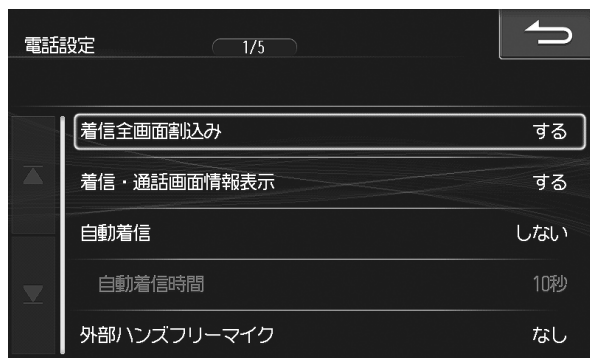 電話設定 1/5
着信全画面割込み する
着信・通話画面情報表示 する
自動着信 しない
自動着信時間 10秒
外部ハンズフリーマイク なし